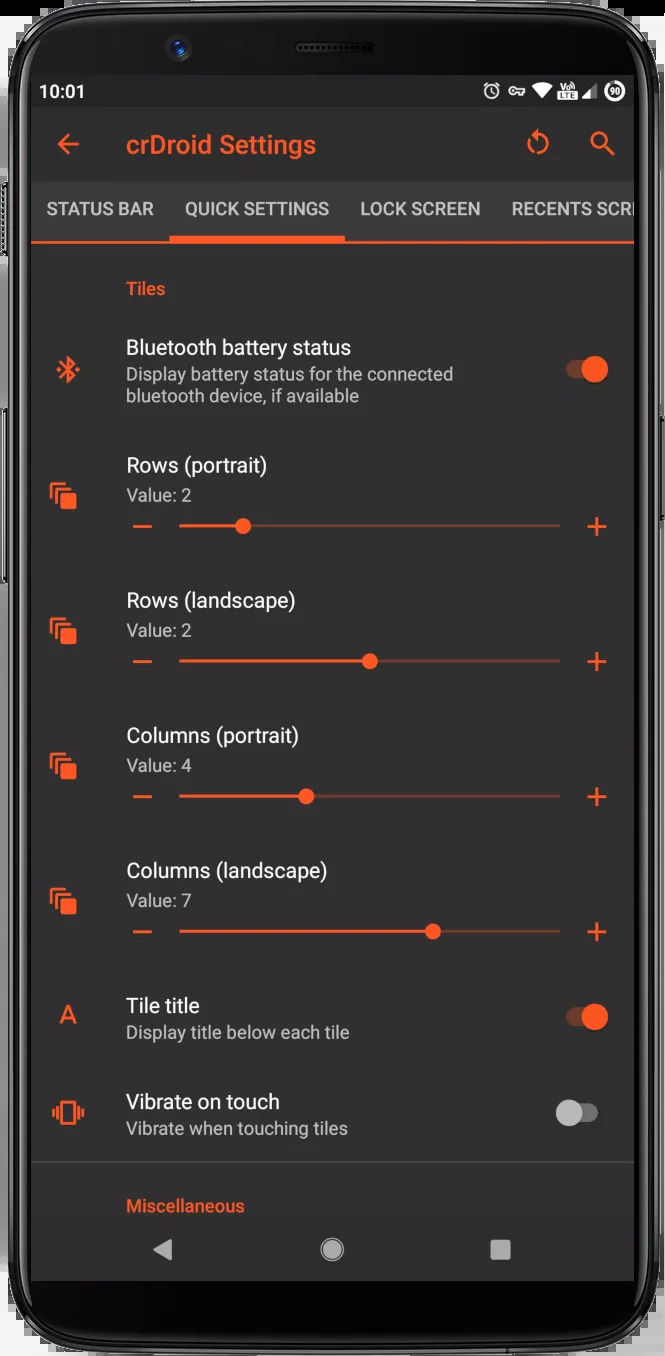 10:01
Vo))
LTE
90
crDroid Settings
STATUS BAR
QUICK SETTINGS
LOCK SCREEN
RECENTS SCR
Tiles
Bluetooth battery status
Display battery status for the connected
bluetooth device, if available
Rows (portrait)
Value: 2
Rows (landscape)
Value: 2
Columns (portrait)
Value: 4
Columns (landscape)
Value: 7
A
Tile title
Display title below each tile
Vibrate on touch
Vibrate when touching tiles
Miscellaneous